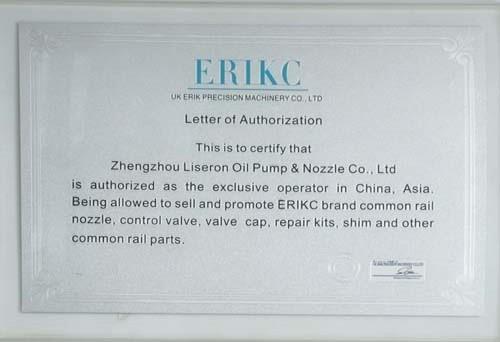 ERIKC
UK ERIK PRECISION MACHINERY CO., LTD
Letter of Authorization
This is to certify that
Zhengzhou Liseron Oil Pump & Nozzle Co., Ltd
is authorized as the exclusive operator in China, Asia.
Being allowed to sell and promote ERIKC brand common rail
nozzle, control valve, valve cap, repair kits, shim and other
common rail parts.